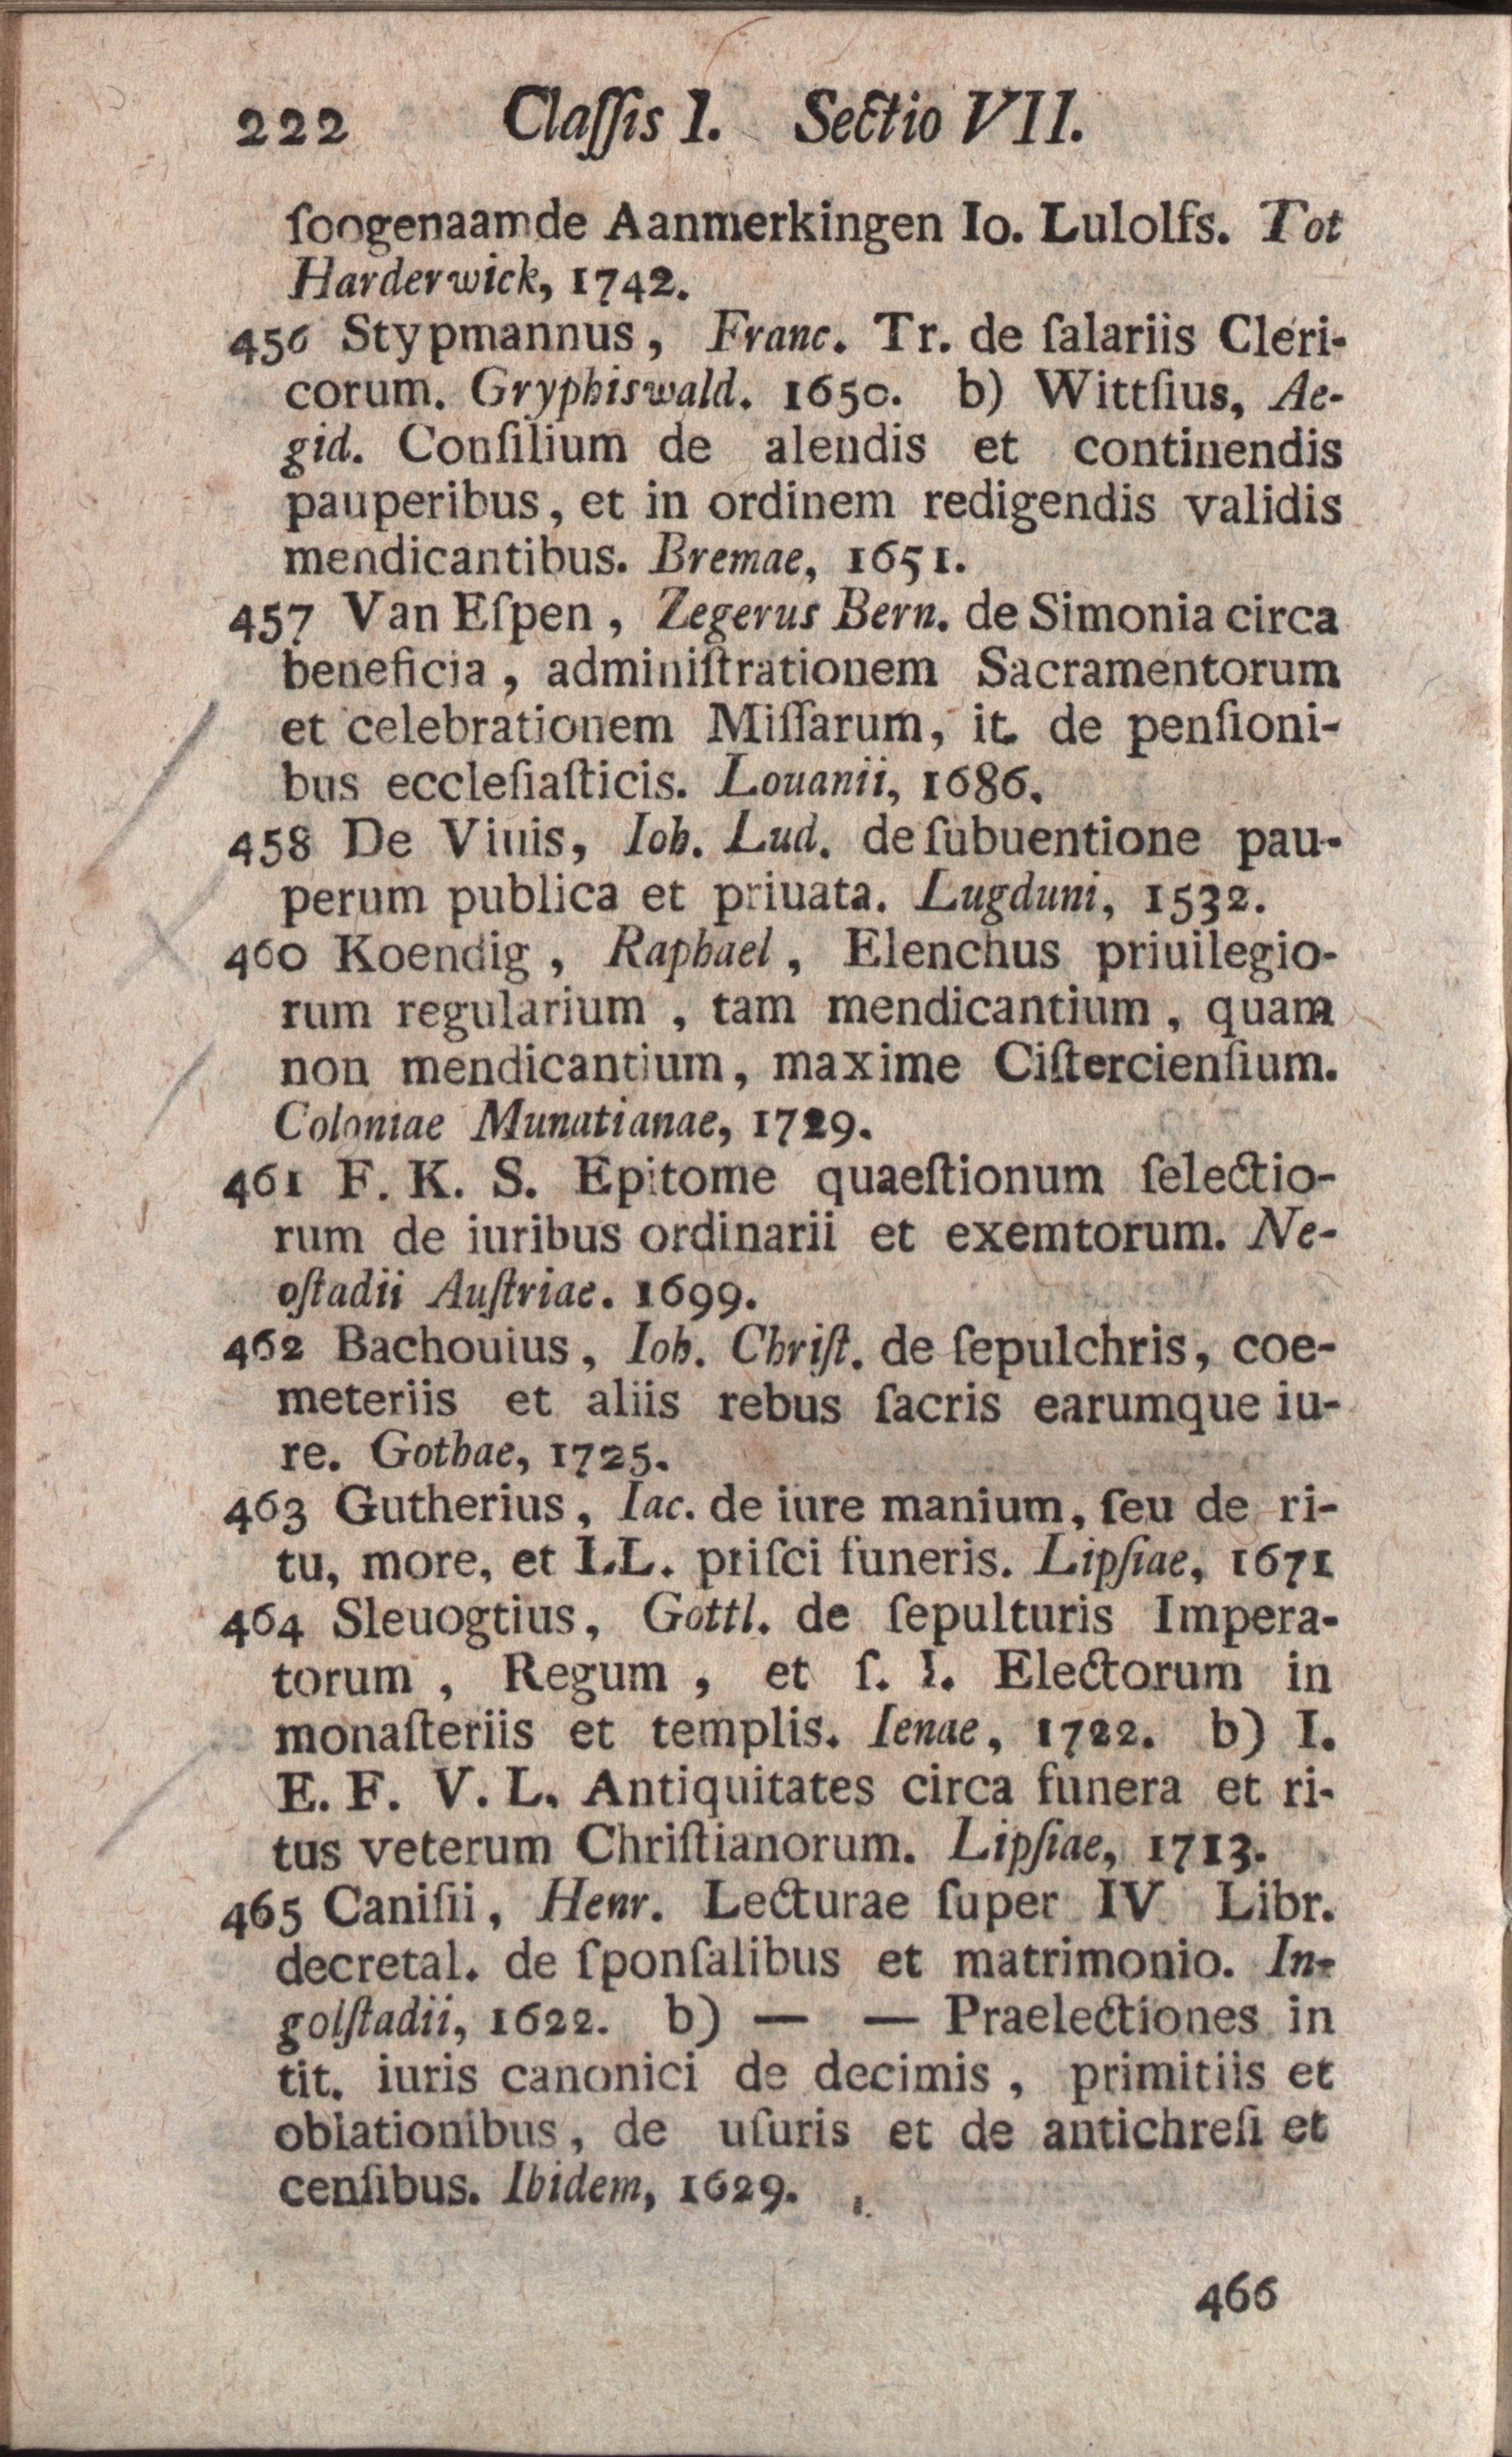 222 Claſſis I. Sectio VII.
ſoogenaamde Aanmerkingen Io. Lulolfs. Tot
Harderwick, 1742.
456 Stypmannus, Franc. Tr. de ſalariis Cleri-
corum. Gryphiswald. 1650. b) Wittſius, Ae-
gid. Conſilium de alendis et continendis
pauperibus, et in ordinem redigendis validis
mendicantibus. Bremae, 1651.
457 Van Eſpen, Zegerus Bern. de Simonia circa
beneficia, adminiſtrationem Sacramentorum
et celebrationem Miſſarum, it. de penſioni-
bus eccleſiaſticis. Louanii, 1686.
458 De Viuis, Ioh. Lud. de ſubuentione pau-
perum publica et priuata. Lugduni, 1532.
460 Koendig, Raphael, Elenchus priuilegio-
rum regularium, tam mendicantium, quam
non mendicantium, maxime Ciſtercienſium.
Coloniae Munatianae, 1729.
461 F. K. S. Epitome quaeſtionum ſelectio-
rum de iuribus ordinarii et exemtorum. Ne-
oſtadii Auſtriae. 1699.
462 Bachouius, Ioh. Chriſt. de ſepulchris, coe-
meteriis et aliis rebus ſacris earumque iu-
re. Gothae, 1725.
463 Gutherius, Iac. de iure manium, ſeu de ri-
tu, more, et LL. priſci funeris. Lipſiae, 1671
464 Sleuogtius, Gottl. de ſepulturis Impera-
torum, Regum, et ſ. I. Electorum in
monaſteriis et templis. Ienae, 1722. b) I.
E. F. V. L. Antiquitates circa funera et ri-
tus veterum Chriſtianorum. Lipſiae, 1713.
465 Caniſii, Henr. Lecturae ſuper IV Libr.
decretal. de ſponſalibus et matrimonio. In-
golſtadii, 1622. b) — — Praelectiones in
tit. iuris canonici de decimis, primitiis et
oblationibus, de uſuris et de antichreſi et
cenſibus. Ibidem, 1629.
466